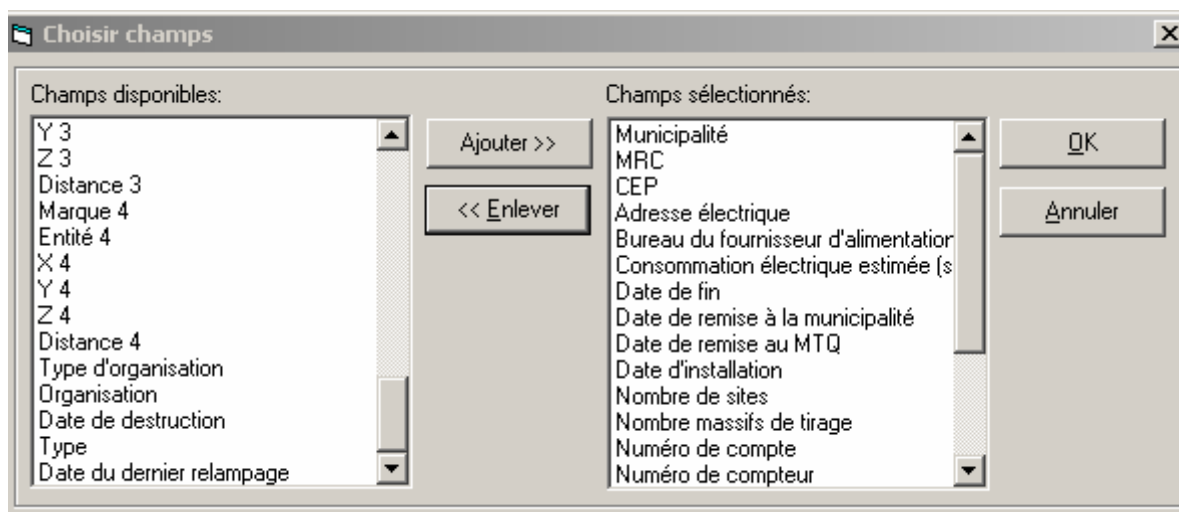 Choisir champs
Champs disponibles:
Y 3
Z 3
Distance 3
Marque 4
Entité 4
X 4
Y 4
Z 4
Distance 4
Type d'organisation
Organisation
Date de destruction
Type
Date du dernier relampage
Ajouter >>
<< Enlever
Champs sélectionnés:
Municipalité
MRC
CEP
Adresse électrique
Bureau du fournisseur d'alimentation
Consommation électrique estimée (s
Date de fin
Date de remise à la municipalité
Date de remise au MTQ
Date d'installation
Nombre de sites
Nombre massifs de tirage
Numéro de compte
Numéro de compteur
OK
Annuler